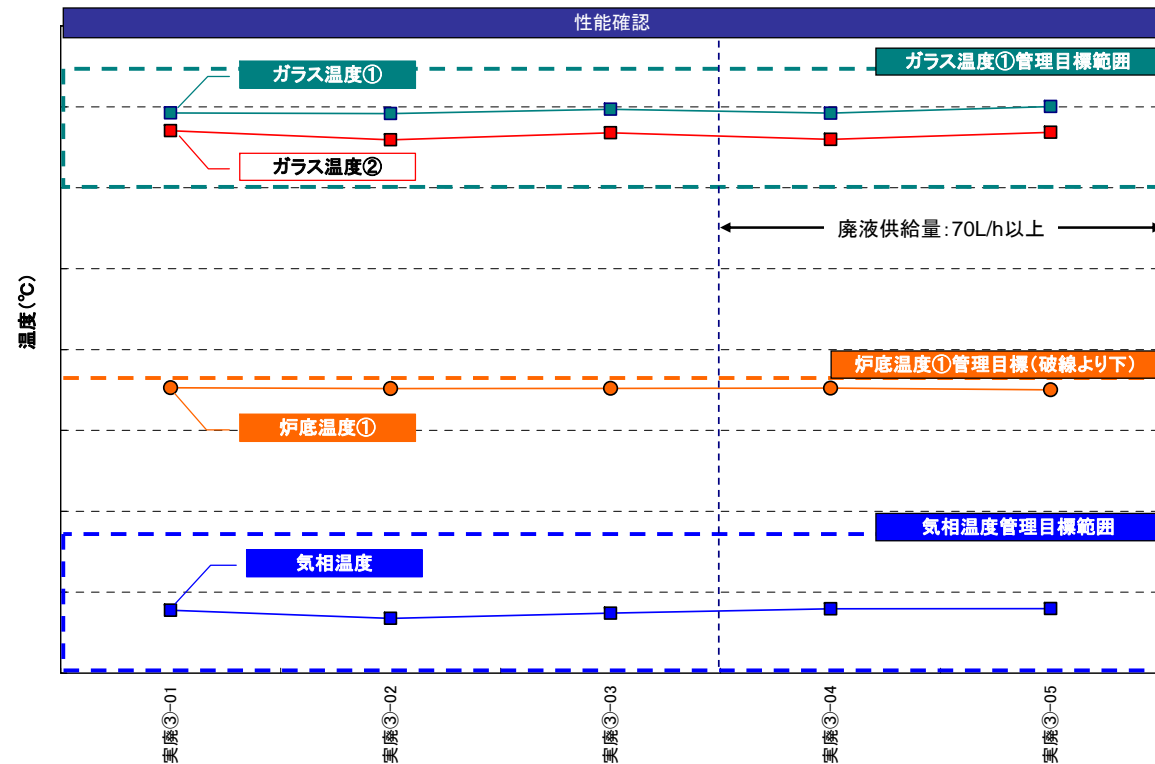 性能確認
ガラス温度①管理目標範囲
ガラス温度①
ガラス温度②
廃液供給量：70L/h以上
温度(℃)
炉底温度①管理目標(破線より下)
炉底温度①
気相温度管理目標範囲
気相温度
実廃③-01
実廃③-02
実廃③-03
実廃③-04
実廃③-05